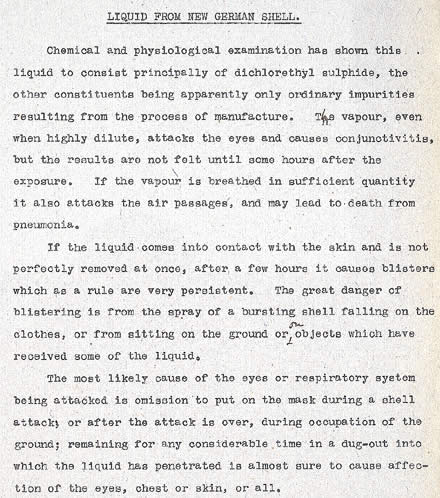 LIQUID FROM NEW GERMAN SHELL.
Chemical and physiological examination has shown this
liquid to consist principally of dichlorethyl sulphide, the
other constituents being apparently only ordinary impurities
resulting from the process of manufacture. The vapour, even
when highly dilute, attacks the eyes and causes conjunctivitis,
but the results are not felt until some hours after the
exposure. If the vapour is breathed in sufficient quantity
it also attacks the air passages, and may lead to death from
pneumonia.
If the liquid comes into contact with the skin and is not
perfectly removed at once, after a few hours it causes blisters
which as a rule are very persistent. The great danger of
blistering is from the spray of a bursting shell falling on the
clothes, or from sitting on the ground or on objects which have
received some of the liquid.
The most likely cause of the eyes or respiratory system
being attacked is omission to put on the mask during a shell
attack; or after the attack is over, during occupation of the
ground; remaining for any considerable time in a dug-out into
which the liquid has penetrated is almost sure to cause affec-
tion of the eyes, chest or skin, or all.